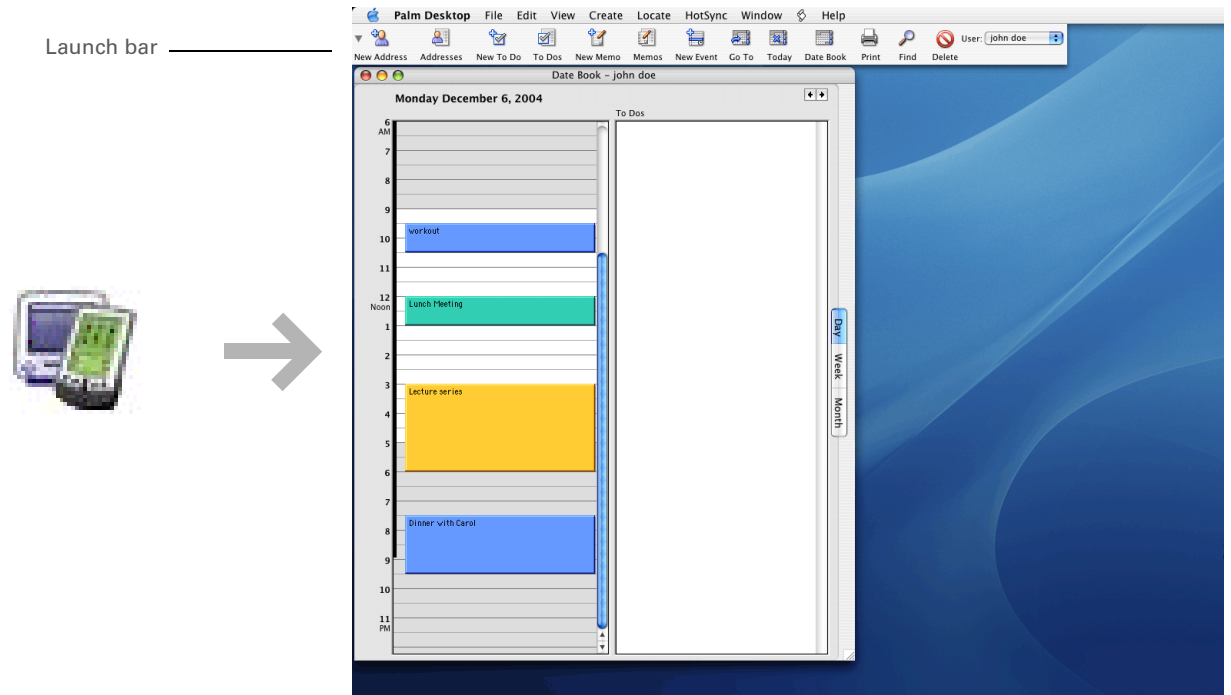 Palm Desktop File Edit View Create Locate HotSync Window Help
Launch bar
User: john doe
New Address Addresses New To Do To Dos New Memo Memos New Event Go To Today Date Book Print Find Delete
Date Book – john doe
Monday December 6, 2004
To Dos
6
AM
7
8
9
workout
10
11
12
Noon
Lunch Meeting
1
2
3
Lecture series
4
5
6
7
Dinner with Carol
8
9
10
11
PM
Day
Week
Month